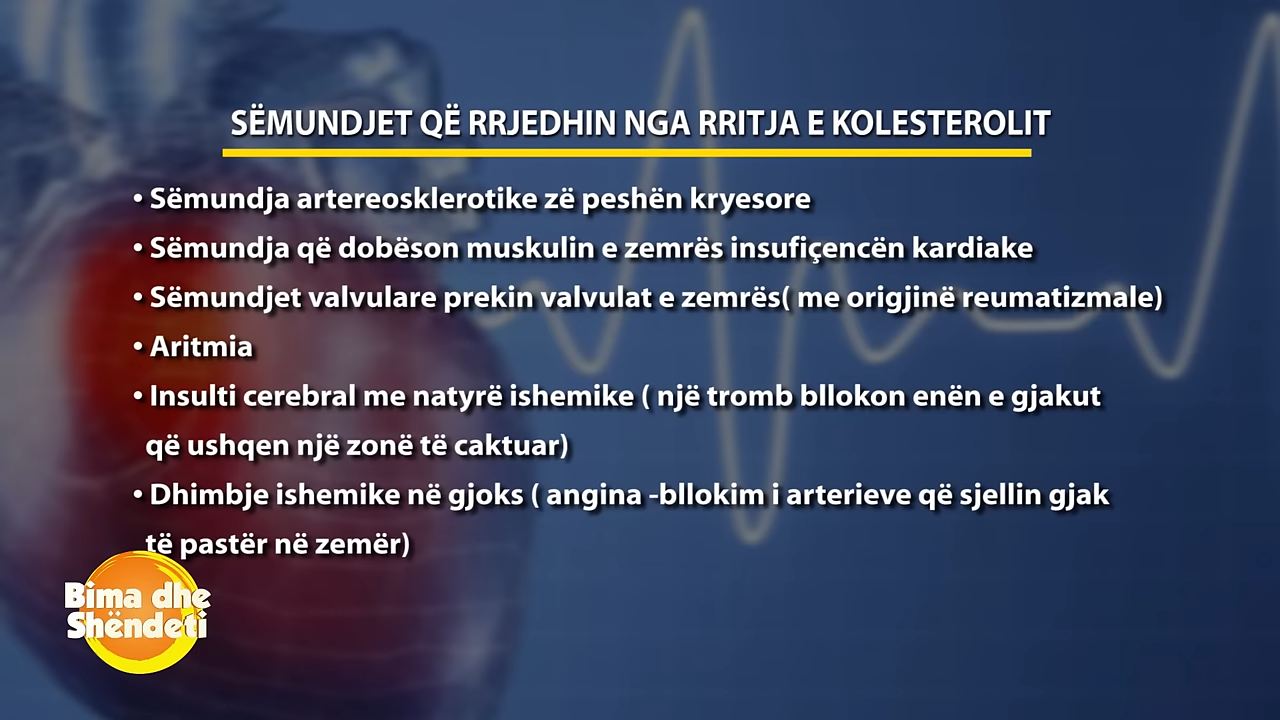 SËMUNDJET QË RRJEDHIN NGA RRITJA E KOLESTEROLIT
• Sëmundja artereosklerotike zë peshën kryesore
• Sëmundja që dobëson muskulin e zemrës insufiçencën kardiake
• Sëmundjet valvulare prekin valvulat e zemrës( me origjinë reumatizmale)
• Aritmia
• Insulti cerebral me natyrë ishemike ( një tromb bllokon enën e gjakut
që ushqen një zonë të caktuar)
• Dhimbje ishemike në gjoks ( angina -bllokim i arterieve që sjellin gjak
të pastër në zemër)
Bima dhe
Shëndeti